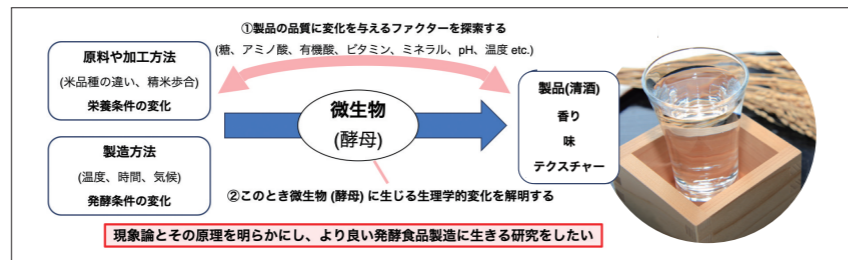 ①製品の品質に変化を与えるファクターを探索する
(糖、アミノ酸、有機酸、ビタミン、ミネラル、pH、温度 etc.)
原料や加工方法
(米品種の違い、精米歩合)
栄養条件の変化
製造方法
(温度、時間、気候)
発酵条件の変化
微生物
(酵母)
製品(清酒)
香り
味
テクスチャー
②このとき微生物 (酵母) に生じる生理学的変化を解明する
現象論とその原理を明らかにし、より良い発酵食品製造に生きる研究をしたい